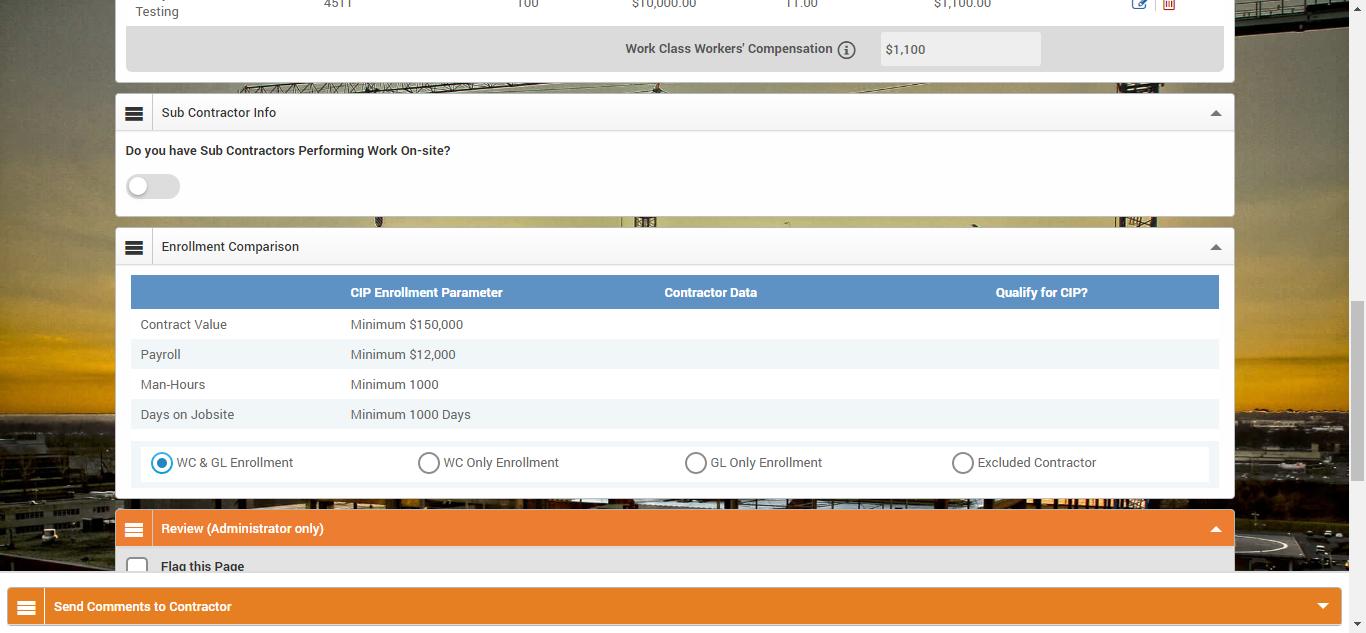 4511 100 $10,000.00 11.00 $1,100.00
Testing
Work Class Workers' Compensation $1,100
Sub Contractor Info
Do you have Sub Contractors Performing Work On-site?
Enrollment Comparison
CIP Enrollment Parameter Contractor Data Qualify for CIP?
Contract Value Minimum $150,000
Payroll Minimum $12,000
Man-Hours Minimum 1000
Days on Jobsite Minimum 1000 Days
WC & GL Enrollment WC Only Enrollment GL Only Enrollment Excluded Contractor
Review (Administrator only)
Flag this Page
Send Comments to Contractor